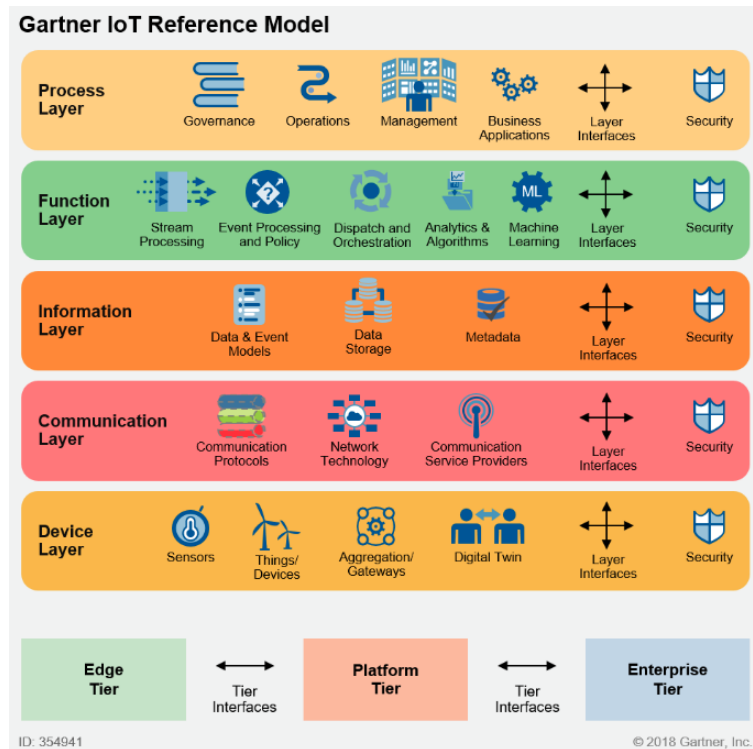 Gartner IoT Reference Model
Process
Layer
Governance
Operations
Management
Business
Applications
Layer
Interfaces
Security
Function
Layer
Stream
Processing
Event Processing
and Policy
Dispatch and
Orchestration
Analytics &
Algorithms
ML
Machine
Learning
Layer
Interfaces
Security
Information
Layer
Data & Event
Models
Data
Storage
Metadata
Layer
Interfaces
Security
Communication
Layer
Communication
Protocols
Network
Technology
Communication
Service Providers
Layer
Interfaces
Security
Device
Layer
Sensors
Things/
Devices
Aggregation/
Gateways
Digital Twin
Layer
Interfaces
Security
Edge
Tier
Tier
Interfaces
Platform
Tier
Tier
Interfaces
Enterprise
Tier
ID: 354941
© 2018 Gartner, Inc.